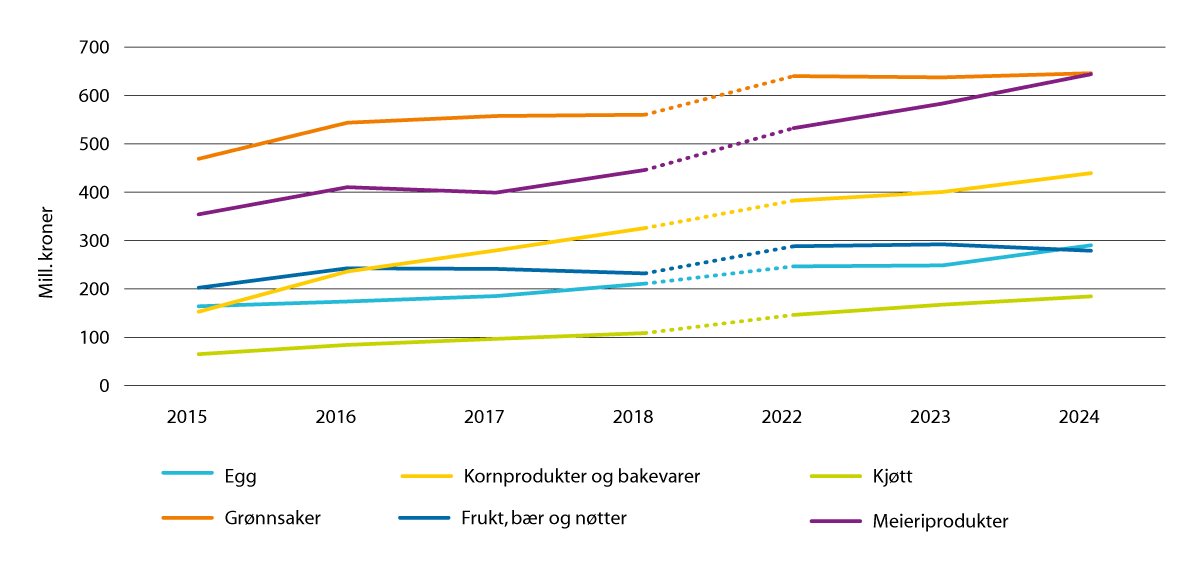 700
600
500
400
300
200
100
0
Mill. kroner
2015 2016 2017 2018 2022 2023 2024
Egg Kornprodukter og bakevarer Kjøtt
Grønnsaker Frukt, bær og nøtter Meieriprodukter